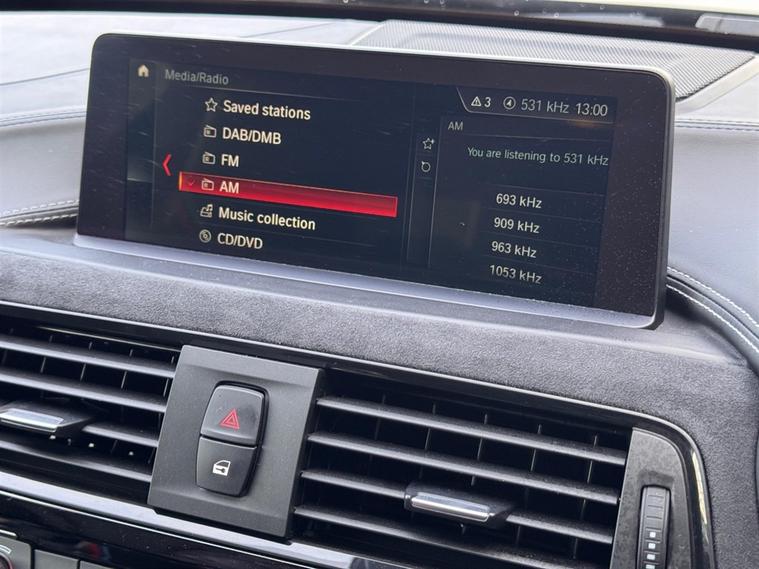 Media/Radio
Saved stations
DAB/DMB
FM
AM
Music collection
CD/DVD
3 531 kHz 13:00
AM
You are listening to 531 kHz
693 kHz
909 kHz
963 kHz
1053 kHz